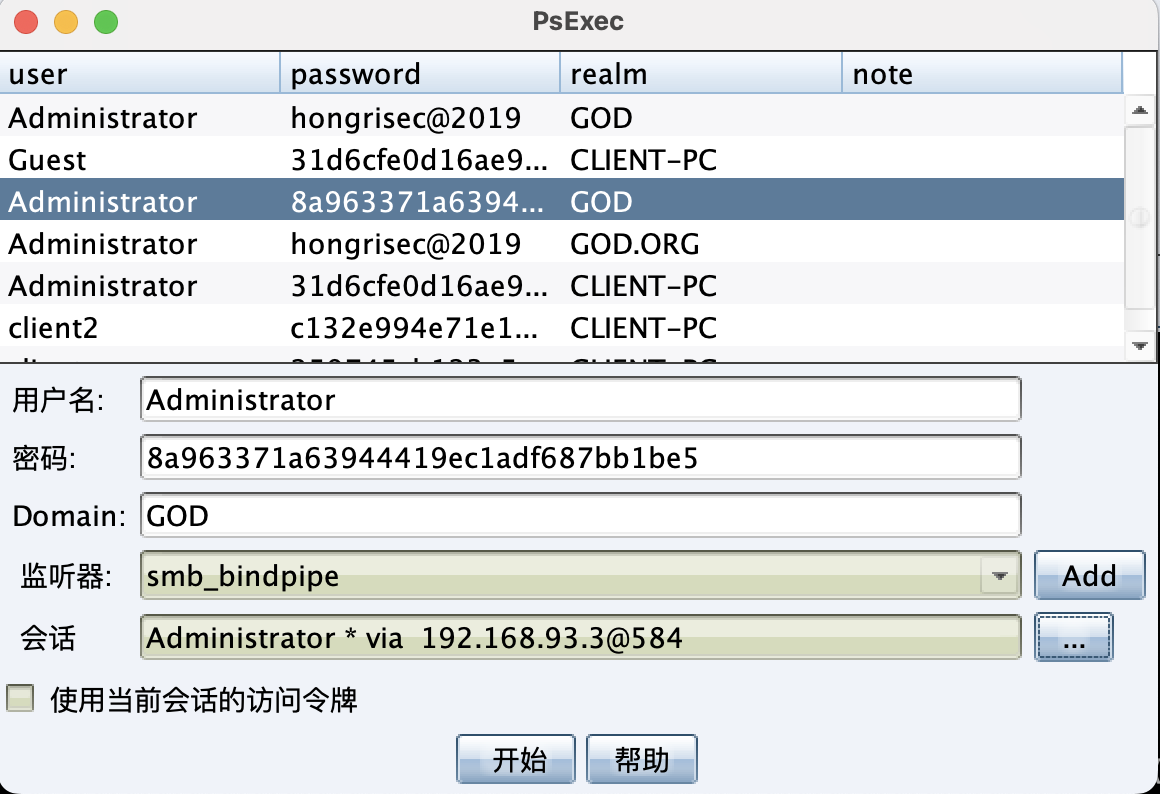 PsExec
user password realm note
Administrator hongrisec@2019 GOD
Guest 31d6cfe0d16ae9... CLIENT-PC
Administrator 8a963371a6394... GOD
Administrator hongrisec@2019 GOD.ORG
Administrator 31d6cfe0d16ae9... CLIENT-PC
client2 c132e994e71e1... CLIENT-PC
用户名: Administrator
密码: 8a963371a63944419ec1adf687bb1be5
Domain: GOD
监听器: smb_bindpipe Add
会话 Administrator * via 192.168.93.3@584 ...
使用当前会话的访问令牌
开始 帮助